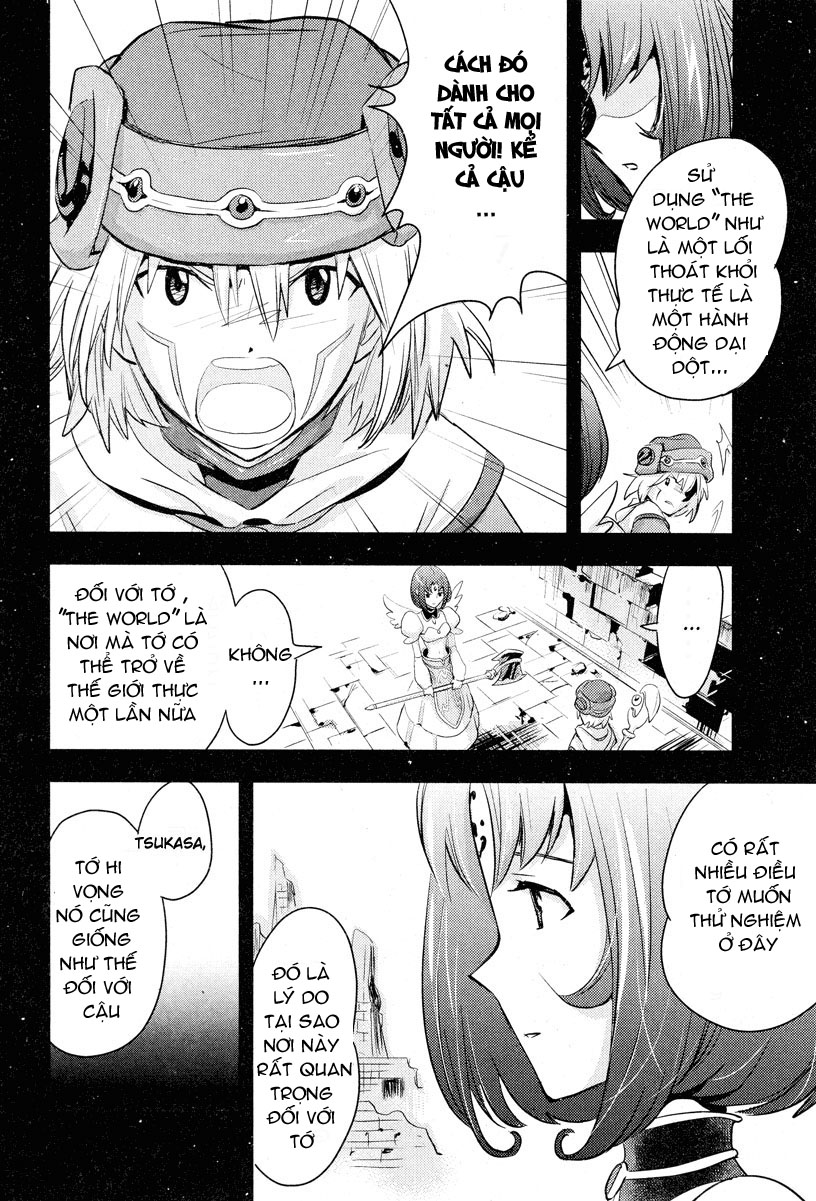 SỬ
DỤNG "THE
WORLD" NHƯ
LÀ MỘT LỐI
THOÁT KHỎI
THỰC TẾ LÀ
MỘT HÀNH
ĐỘNG DẠI
DỘT...
CÁCH ĐÓ
DÀNH CHO
TẤT CẢ MỌI
NGƯỜI! KỂ
CẢ CẬU
...
...
KHÔNG
...
ĐỐI VỚI TỚ ,
"THE WORLD" LÀ
NƠI MÀ TỚ CÓ
THỂ TRỞ VỀ
THẾ GIỚI THỰC
MỘT LẦN NỮA
CÓ RẤT
NHIỀU ĐIỀU
TỚ MUỐN
THỬ NGHIỆM
Ở ĐÂY
ĐÓ LÀ
LÝ DO
TẠI SAO
NƠI NÀY
RẤT QUAN
TRỌNG
ĐỐI VỚI
TỚ
TSUKASA,
TỚ HI
VỌNG
NÓ CŨNG
GIỐNG
NHƯ THẾ
ĐỐI VỚI
CẬU